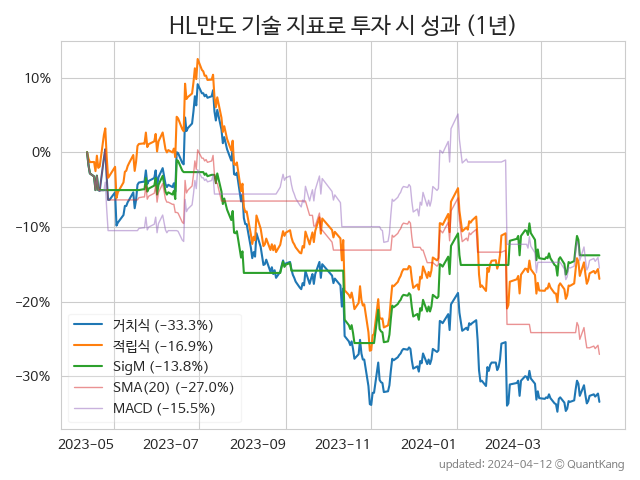 HL만도 기술 지표로 투자 시 성과 (1년)
10%
0%
−10%
−20%
−30%
거치식 (−33.3%)
적립식 (−16.9%)
SigM (−13.8%)
SMA(20) (−27.0%)
MACD (−15.5%)
2023-05 2023-07 2023-09 2023-11 2024-01 2024-03
updated: 2024-04-12 © QuantKang